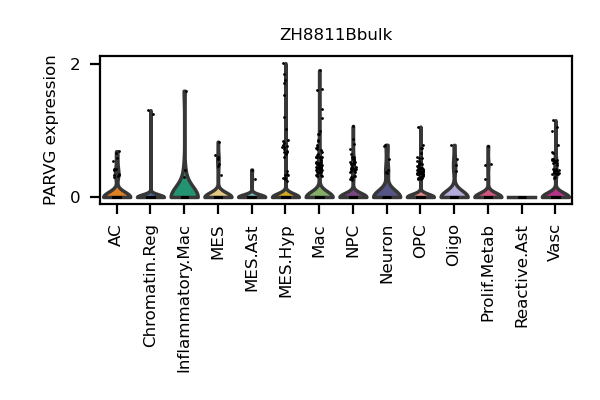 ZH8811Bbulk
PARVG expression
2
0
AC
Chromatin.Reg
Inflammatory.Mac
MES
MES.Ast
MES.Hyp
Mac
NPC
Neuron
OPC
Oligo
Prolif.Metab
Reactive.Ast
Vasc